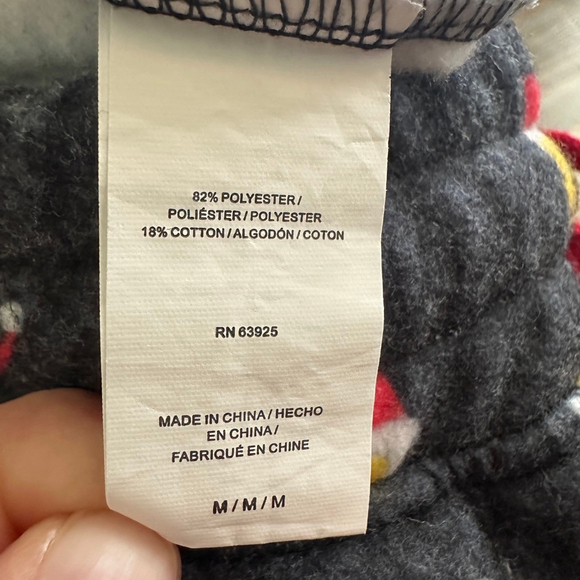 82% POLYESTER /
POLIÉSTER / POLYESTER
18% COTTON / ALGODÓN / COTON
RN 63925
MADE IN CHINA / HECHO
EN CHINA /
FABRIQUÉ EN CHINE
M / M / M